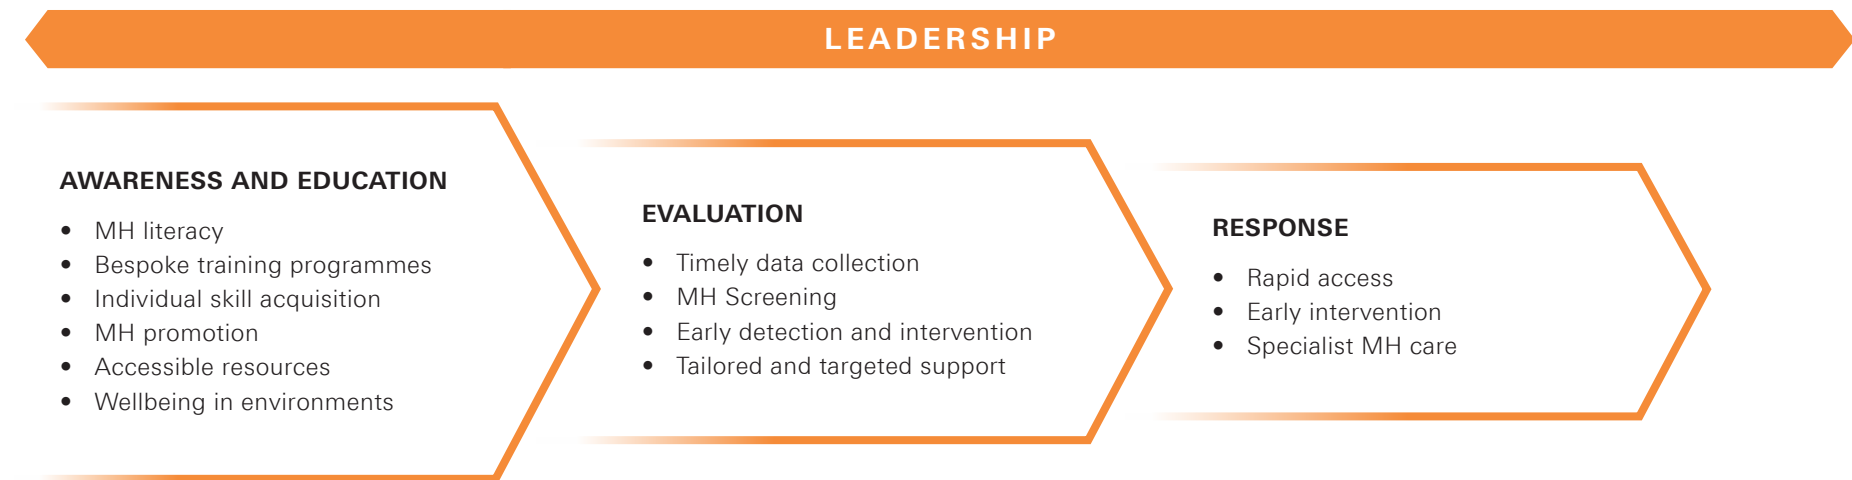 LEADERSHIP
AWARENESS AND EDUCATION
• MH literacy
• Bespoke training programmes
• Individual skill acquisition
• MH promotion
• Accessible resources
• Wellbeing in environments
EVALUATION
• Timely data collection
• MH Screening
• Early detection and intervention
• Tailored and targeted support
RESPONSE
• Rapid access
• Early intervention
• Specialist MH care